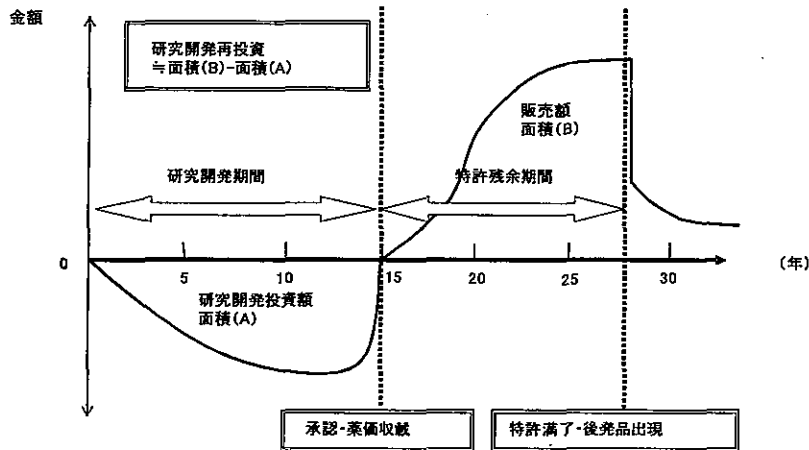 金額
研究開発再投資
≒面積(B)-面積(A)
販売額
面積(B)
研究開発期間
特許残余期間
0
5
10
15
20
25
30
(年)
研究開発投資額
面積(A)
承認・薬価収載
特許満了・後発品出現